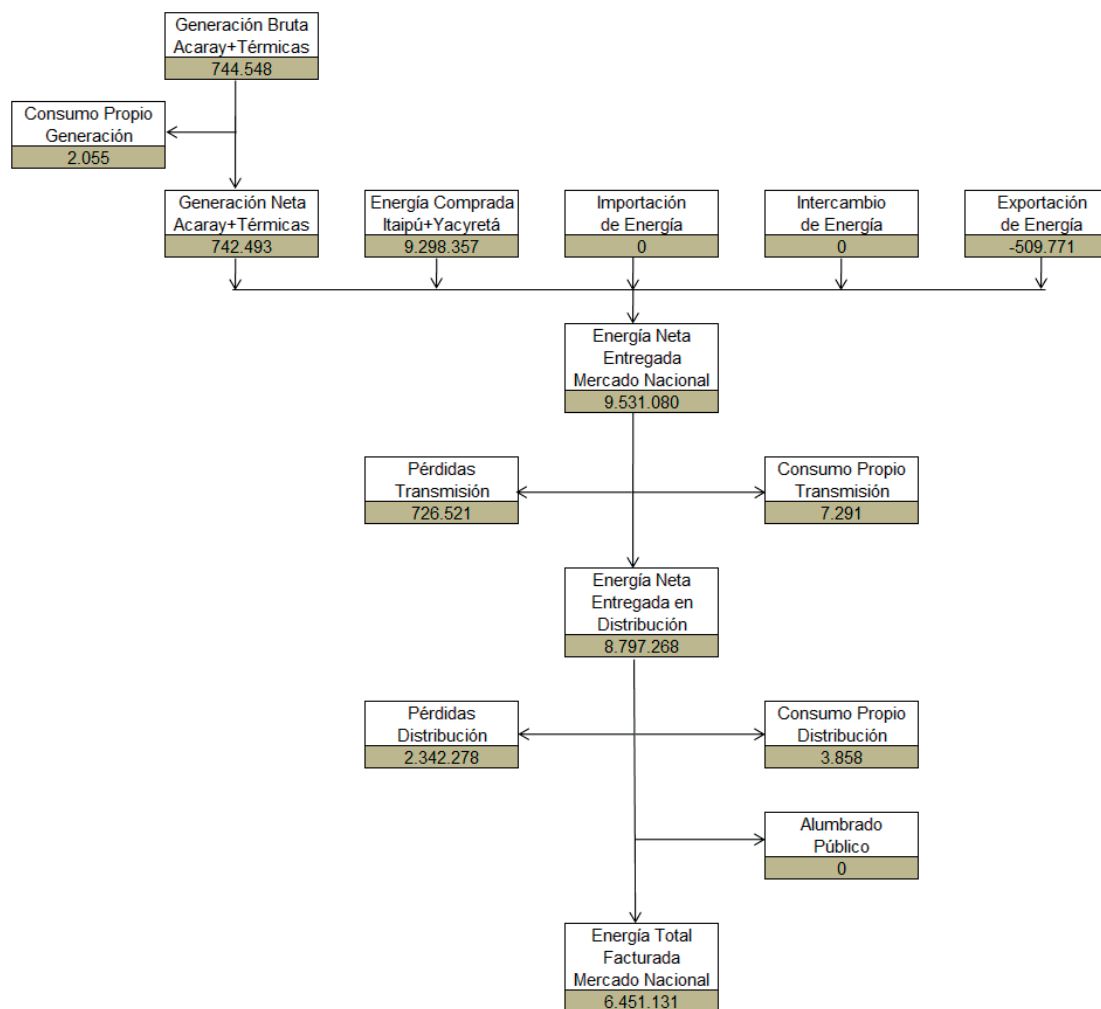 Generación Bruta
Acaray+Térmicas
744.548
Consumo Propio
Generación
2.055
Generación Neta
Acaray+Térmicas
742.493
Energía Comprada
Itaipú+Yacyretá
9.298.357
Importación
de Energía
0
Intercambio
de Energía
0
Exportación
de Energía
-509.771
Energía Neta
Entregada
Mercado Nacional
9.531.080
Pérdidas
Transmisión
726.521
Consumo Propio
Transmisión
7.291
Energía Neta
Entregada en
Distribución
8.797.268
Pérdidas
Distribución
2.342.278
Consumo Propio
Distribución
3.858
Alumbrado
Público
0
Energía Total
Facturada
Mercado Nacional
6.451.131